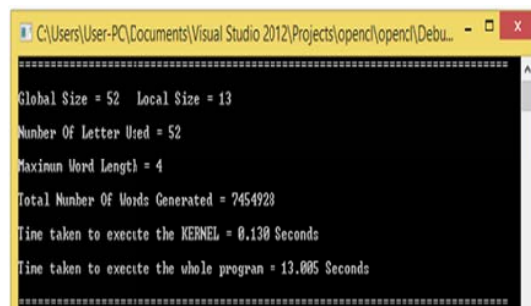 C:\Users\User-PC\Documents\Visual Studio 2012\Projects\opencl\opencl\Debu...
Global Size = 52 Local Size = 13
Number Of Letter Used = 52
Maximum Word Length = 4
Total Number Of Words Generated = 7454928
Time taken to execute the KERNEL = 0.130 Seconds
Time taken to execute the whole program = 13.005 Seconds